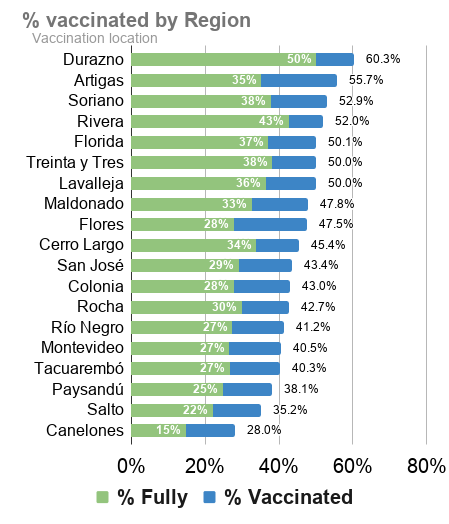 % vaccinated by Region
Vaccination location
Durazno 50% 60.3%
Artigas 35% 55.7%
Soriano 38% 52.9%
Rivera 43% 52.0%
Florida 37% 50.1%
Treinta y Tres 38% 50.0%
Lavalleja 36% 50.0%
Maldonado 33% 47.8%
Flores 28% 47.5%
Cerro Largo 34% 45.4%
San José 29% 43.4%
Colonia 28% 43.0%
Rocha 30% 42.7%
Río Negro 27% 41.2%
Montevideo 27% 40.5%
Tacuarembó 27% 40.3%
Paysandú 25% 38.1%
Salto 22% 35.2%
Canelones 15% 28.0%
0% 20% 40% 60% 80%
% Fully % Vaccinated